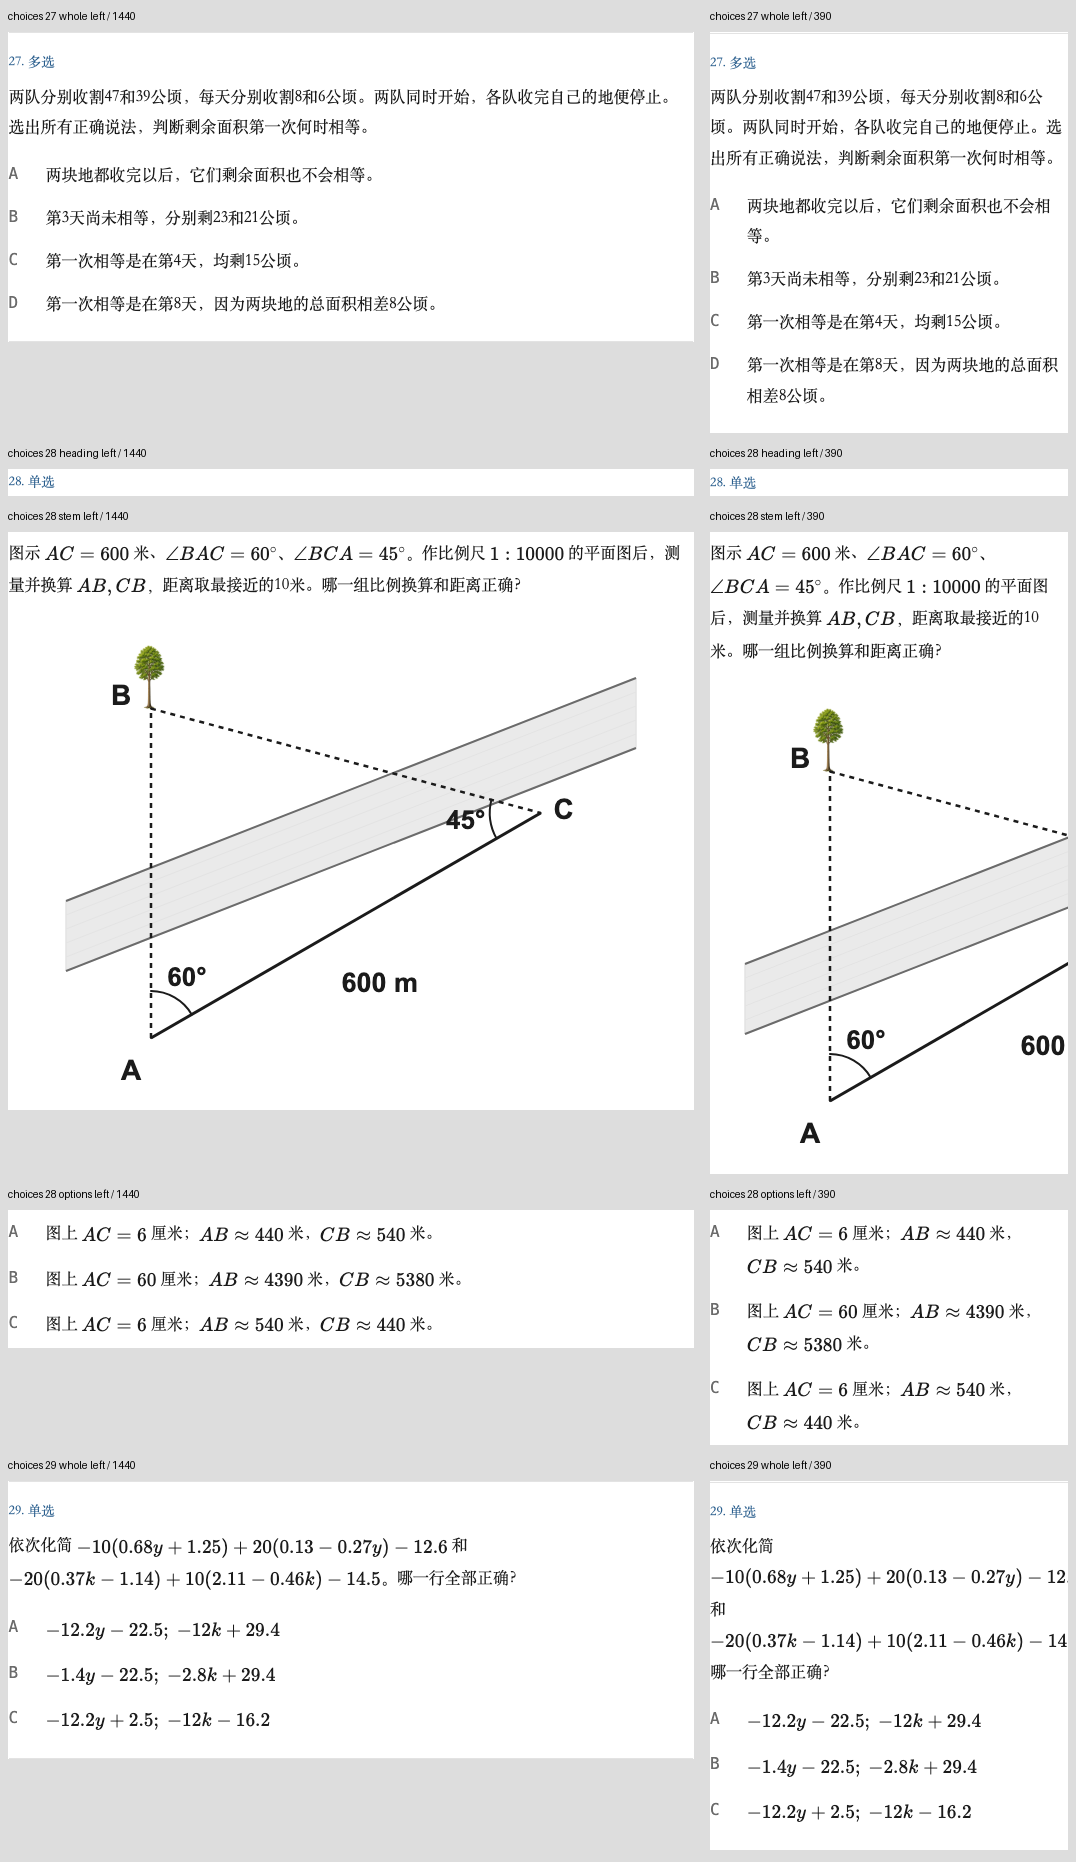 choices 27 whole left / 1440
27. 多选
两队分别收割47和39公顷，每天分别收割8和6公顷。两队同时开始，各队收完自己的地便停止。
选出所有正确说法，判断剩余面积第一次何时相等。
A 两块地都收完以后，它们剩余面积也不会相等。
B 第3天尚未相等，分别剩23和21公顷。
C 第一次相等是在第4天，均剩15公顷。
D 第一次相等是在第8天，因为两块地的总面积相差8公顷。
choices 27 whole left / 390
27. 多选
两队分别收割47和39公顷，每天分别收割8和6公
顷。两队同时开始，各队收完自己的地便停止。选
出所有正确说法，判断剩余面积第一次何时相等。
A 两块地都收完以后，它们剩余面积也不会相
等。
B 第3天尚未相等，分别剩23和21公顷。
C 第一次相等是在第4天，均剩15公顷。
D 第一次相等是在第8天，因为两块地的总面积
相差8公顷。
choices 28 heading left / 1440
28. 单选
choices 28 heading left / 390
28. 单选
choices 28 stem left / 1440
图示 AC = 600 米、∠BAC = 60°、∠BCA = 45°。作比例尺 1 : 10000 的平面图后，测
量并换算 AB, CB，距离取最接近的10米。哪一组比例换算和距离正确?
B
45°
C
60°
600 m
A
choices 28 stem left / 390
图示 AC = 600 米、∠BAC = 60°、
∠BCA = 45°。作比例尺 1 : 10000 的平面图
后，测量并换算 AB, CB，距离取最接近的10
米。哪一组比例换算和距离正确?
B
60°
600
A
choices 28 options left / 1440
A 图上 AC = 6 厘米；AB ≈ 440 米，CB ≈ 540 米。
B 图上 AC = 60 厘米；AB ≈ 4390 米，CB ≈ 5380 米。
C 图上 AC = 6 厘米；AB ≈ 540 米，CB ≈ 440 米。
choices 28 options left / 390
A 图上 AC = 6 厘米；AB ≈ 440 米，
CB ≈ 540 米。
B 图上 AC = 60 厘米；AB ≈ 4390 米，
CB ≈ 5380 米。
C 图上 AC = 6 厘米；AB ≈ 540 米，
CB ≈ 440 米。
choices 29 whole left / 1440
29. 单选
依次化简 −10(0.68y + 1.25) + 20(0.13 − 0.27y) − 12.6 和
−20(0.37k − 1.14) + 10(2.11 − 0.46k) − 14.5。哪一行全部正确?
A −12.2y − 22.5; −12k + 29.4
B −1.4y − 22.5; −2.8k + 29.4
C −12.2y + 2.5; −12k − 16.2
choices 29 whole left / 390
29. 单选
依次化简
−10(0.68y + 1.25) + 20(0.13 − 0.27y) − 12.
和
−20(0.37k − 1.14) + 10(2.11 − 0.46k) − 14
哪一行全部正确?
A −12.2y − 22.5; −12k + 29.4
B −1.4y − 22.5; −2.8k + 29.4
C −12.2y + 2.5; −12k − 16.2